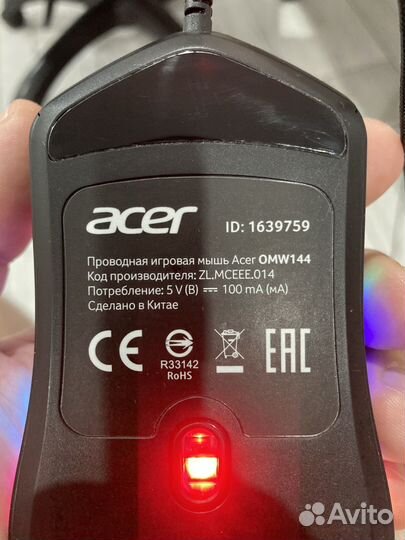 acer
ID: 1639759
Проводная игровая мышь Acer OMW144
Код производителя: ZL.MCEEE.014
Потребление: 5 V (В) ⎓ 100 mA (мА)
Сделано в Китае
CE
R33142
RoHS
EAC
Avito